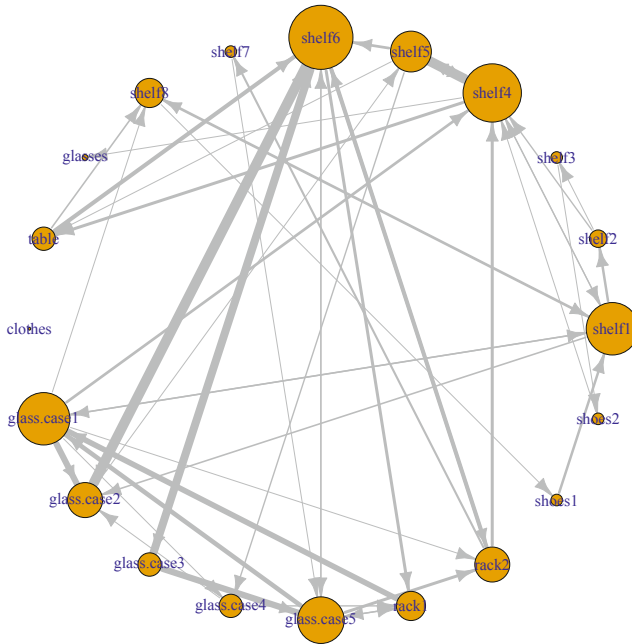 shelf6
shelf7
shelf5
shelf8
shelf4
glasses
shelf3
table
shelf2
clothes
shelf1
glass.case1
shoes2
glass.case2
shoes1
glass.case3
rack2
glass.case4
rack1
glass.case5